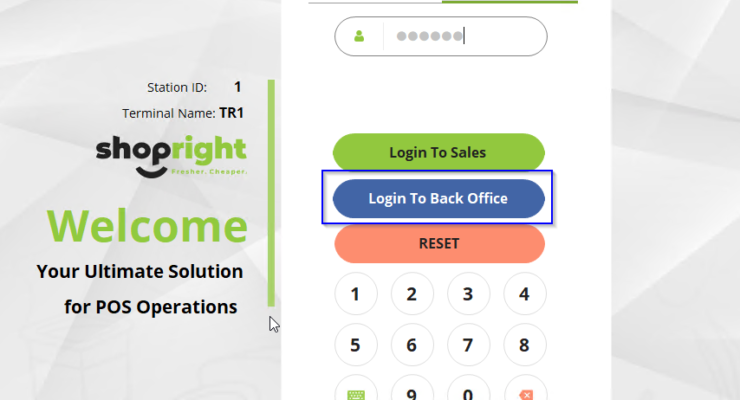 Station ID: 1
Terminal Name: TR1
shopright
Fresher. Cheaper.
Welcome
Your Ultimate Solution
for POS Operations
Login To Sales
Login To Back Office
RESET
1 2 3 4
5 6 7 8
9 0